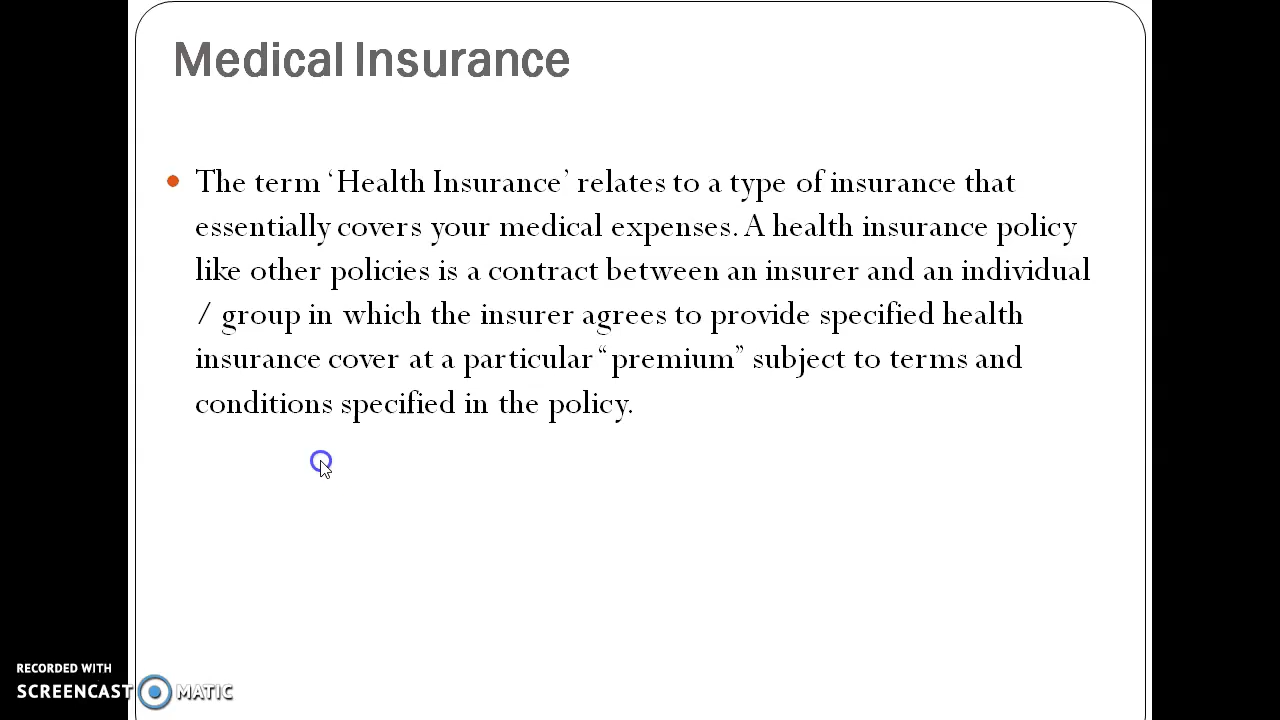 Medical Insurance
• The term ‘Health Insurance’ relates to a type of insurance that
essentially covers your medical expenses. A health insurance policy
like other policies is a contract between an insurer and an individual
/ group in which the insurer agrees to provide specified health
insurance cover at a particular “premium” subject to terms and
conditions specified in the policy.
RECORDED WITH
SCREENCAST MATIC